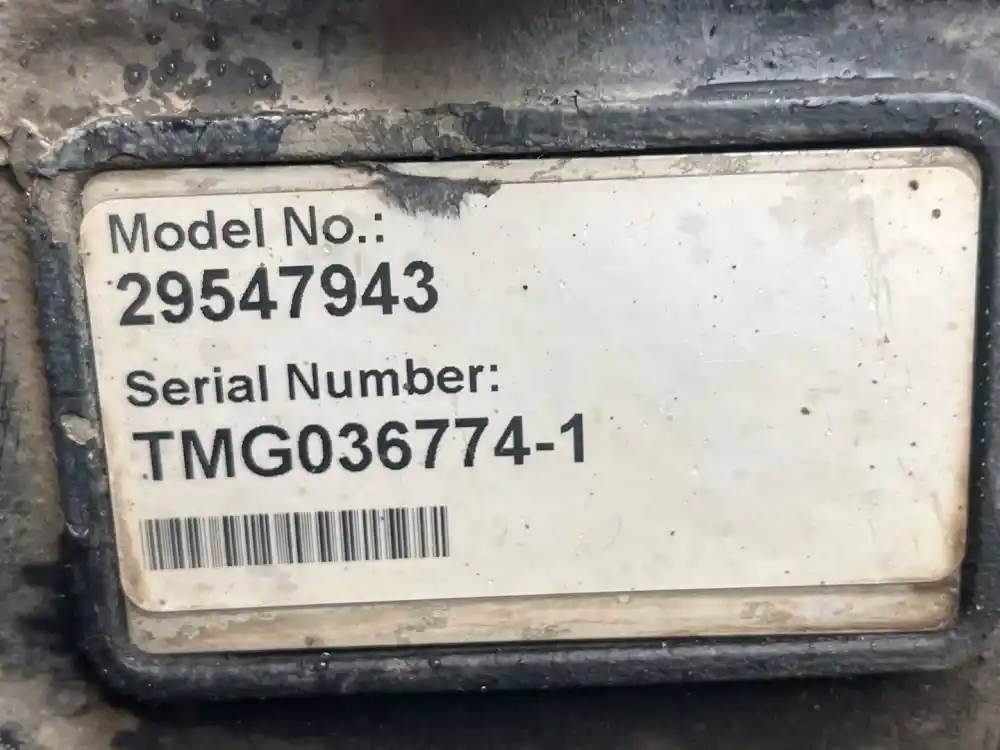 Model No.:
29547943
Serial Number:
TMG036774-1